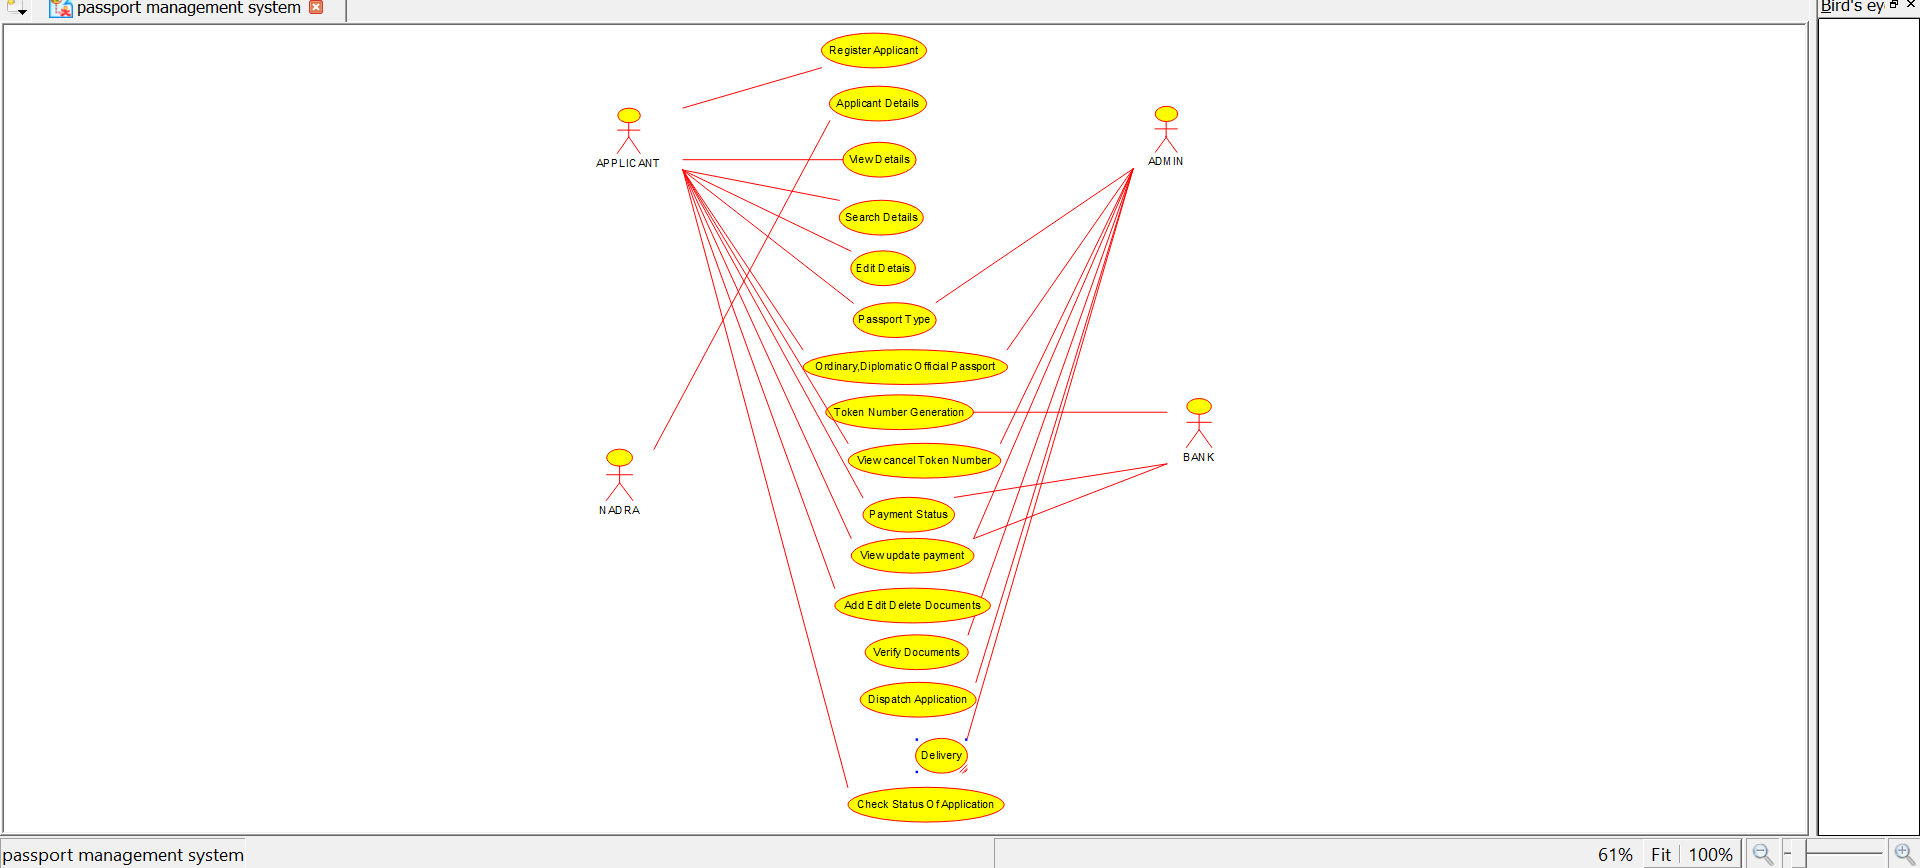 passport management system
Bird's ey
Register Applicant
Applicant Details
View Details
Search Details
Edit Detais
Passport Type
Ordinary,Diplomatic Official Passport
Token Number Generation
View cancel Token Number
Payment Status
View update payment
Add Edit Delete Documents
Verify Documents
Dispatch Application
Delivery
Check Status Of Application
APPLICANT
ADMIN
NADRA
BANK
passport management system
61% Fit 100%